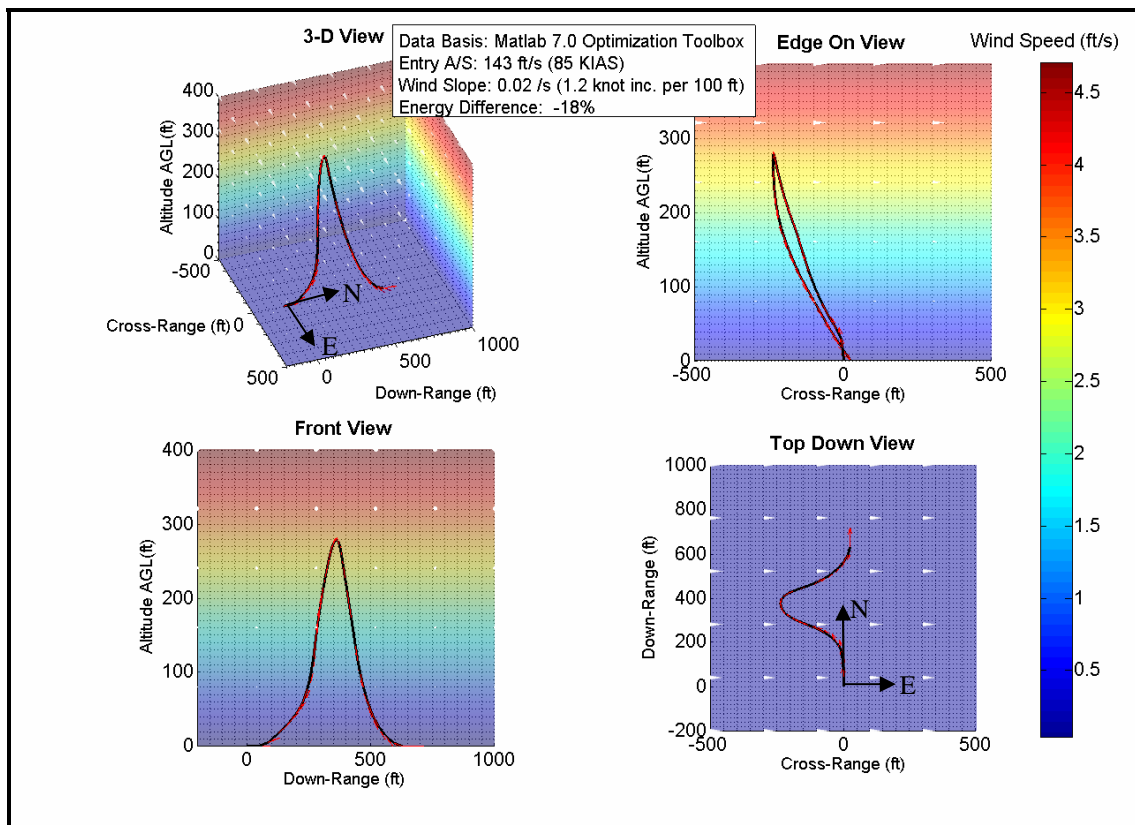 3-D View
Data Basis: Matlab 7.0 Optimization Toolbox
Entry A/S: 143 ft/s (85 KIAS)
Wind Slope: 0.02 /s (1.2 knot inc. per 100 ft)
Energy Difference: -18%
Altitude AGL(ft)
400
300
200
100
0
-500
0
500
Cross-Range (ft)
N
E
0
500
1000
Down-Range (ft)
Edge On View
Altitude AGL(ft)
300
200
100
0
-500
0
500
Cross-Range (ft)
Wind Speed (ft/s)
4.5
4
3.5
3
2.5
2
1.5
1
0.5
Front View
Altitude AGL(ft)
400
300
200
100
0
0
500
1000
Down-Range (ft)
Top Down View
Down-Range (ft)
1000
800
600
400
200
0
-200
N
E
-500
0
500
Cross-Range (ft)